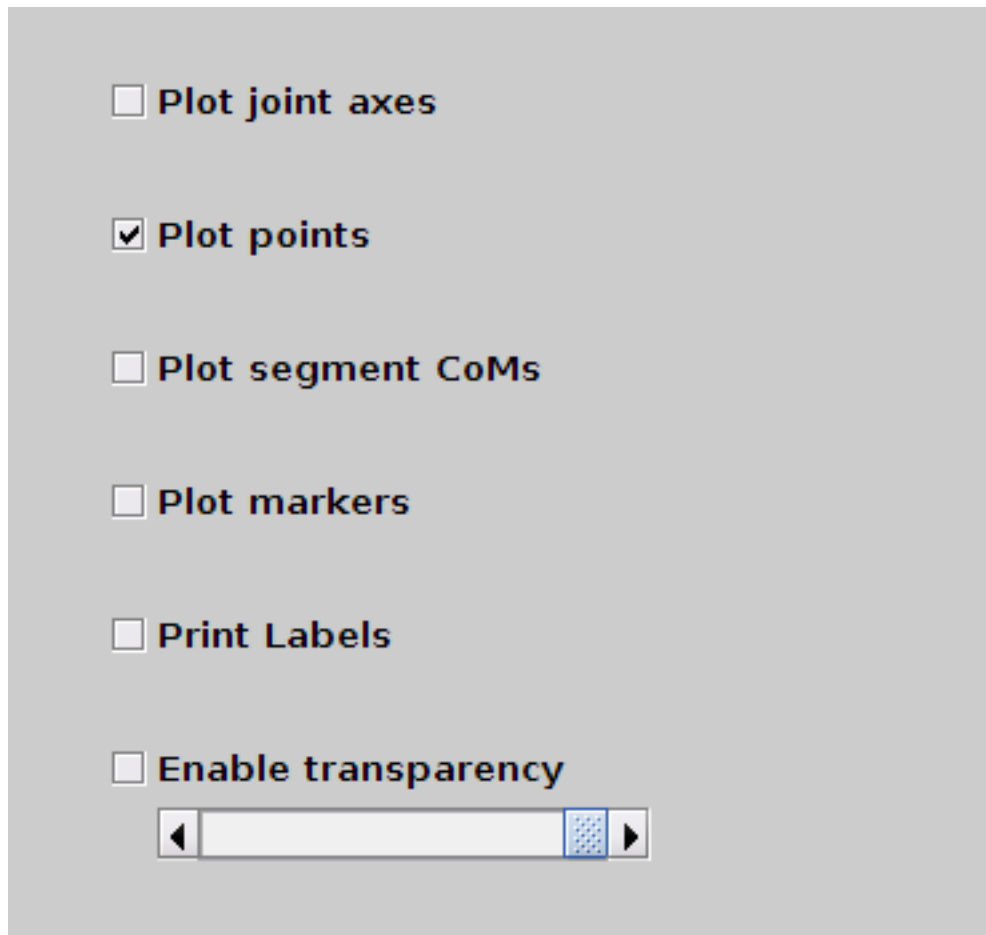 Plot joint axes
Plot points
Plot segment CoMs
Plot markers
Print Labels
Enable transparency